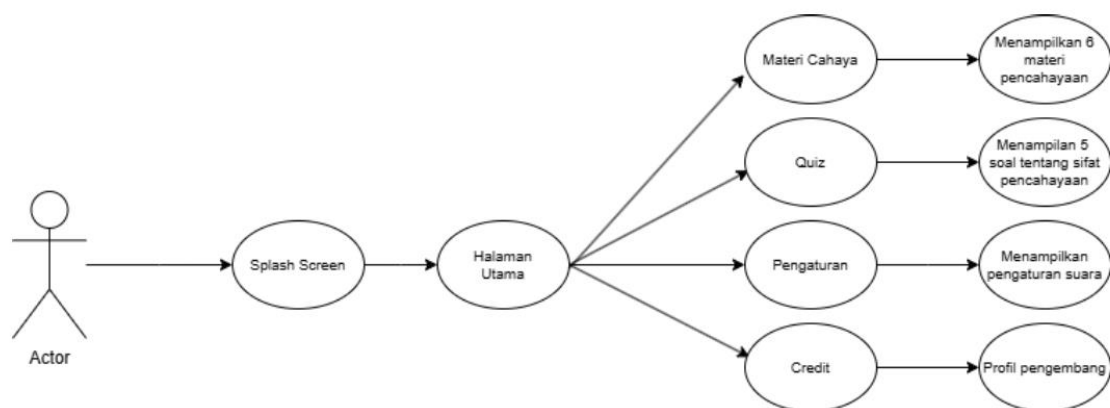 Materi Cahaya
Menampilkan 6
materi
pencahayaan
Quiz
Menampilan 5
soal tentang sifat
pencahayaan
Splash Screen
Halaman
Utama
Pengaturan
Menampilkan
pengaturan suara
Actor
Credit
Profil pengembang